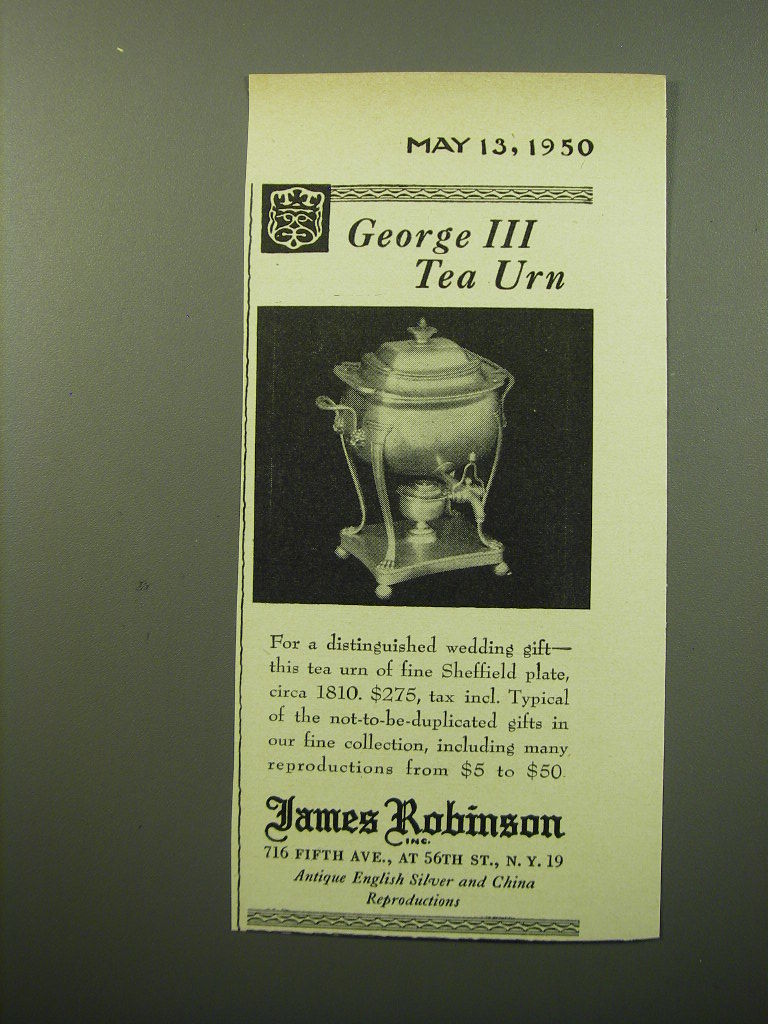 MAY 13, 1950
George III
Tea Urn
For a distinguished wedding gift—
this tea urn of fine Sheffield plate,
circa 1810. $275, tax incl. Typical
of the not-to-be-duplicated gifts in
our fine collection, including many
reproductions from $5 to $50.
James Robinson
INC.
716 FIFTH AVE., AT 56TH ST., N. Y. 19
Antique English Silver and China
Reproductions